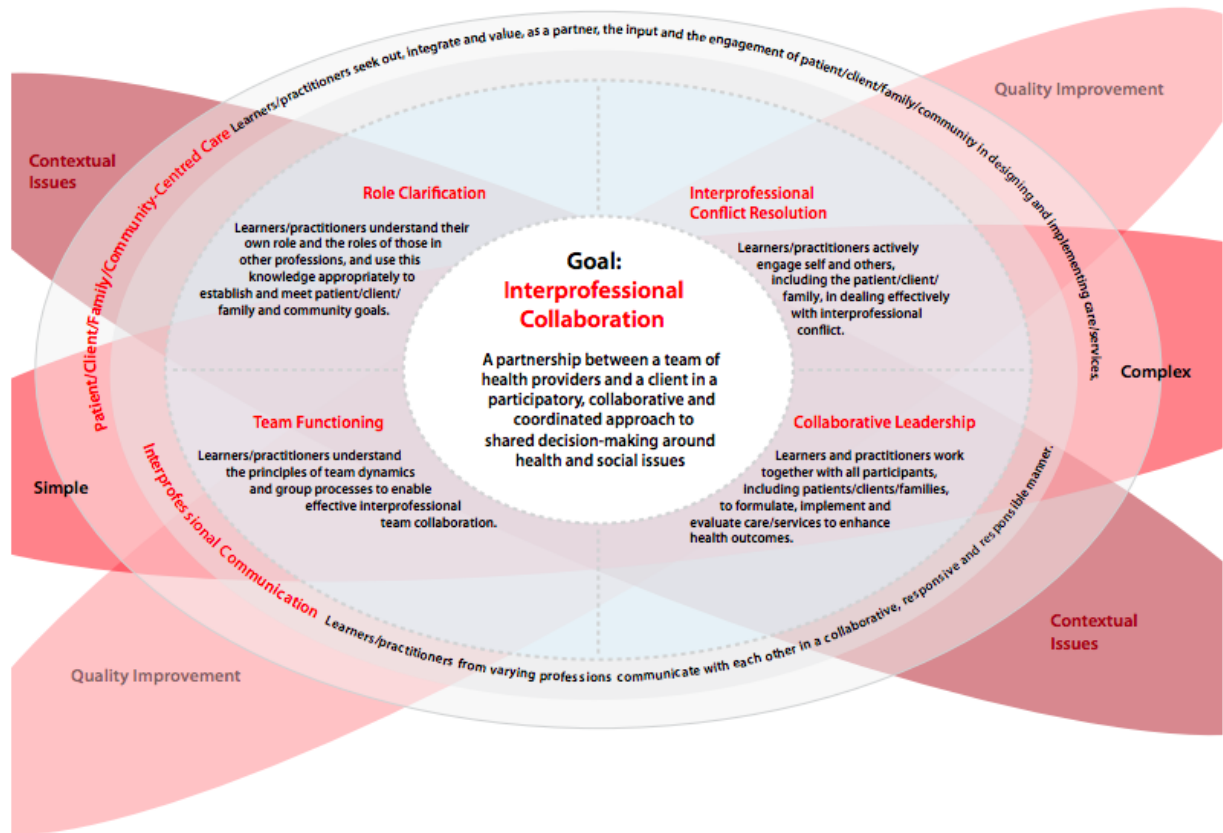 Patient/Client/Family/Community-Centred Care Learners/practitioners seek out, integrate and value, as a partner, the input and the engagement of patient/client/family/community in designing and implementing care/services,
Quality Improvement
Contextual
Issues
Role Clarification
Learners/practitioners understand their
own role and the roles of those in
other professions, and use this
knowledge appropriately to
establish and meet patient/client/
family and community goals.
Interprofessional
Conflict Resolution
Learners/practitioners actively
engage self and others,
including the patient/client/
family, in dealing effectively
with interprofessional
conflict.
Goal:
Interprofessional
Collaboration
A partnership between a team of
health providers and a client in a
participatory, collaborative and
coordinated approach to
shared decision-making around
health and social issues
Complex
Team Functioning
Learners/practitioners understand
the principles of team dynamics
and group processes to enable
effective interprofessional
team collaboration.
Collaborative Leadership
Learners and practitioners work
together with all participants,
including patients/clients/families,
to formulate, implement and
evaluate care/services to enhance
health outcomes.
Simple
Interprofessional Communication Learners/practitioners from varying professions communicate with each other in a collaborative, responsive and responsible manner.
Contextual
Issues
Quality Improvement